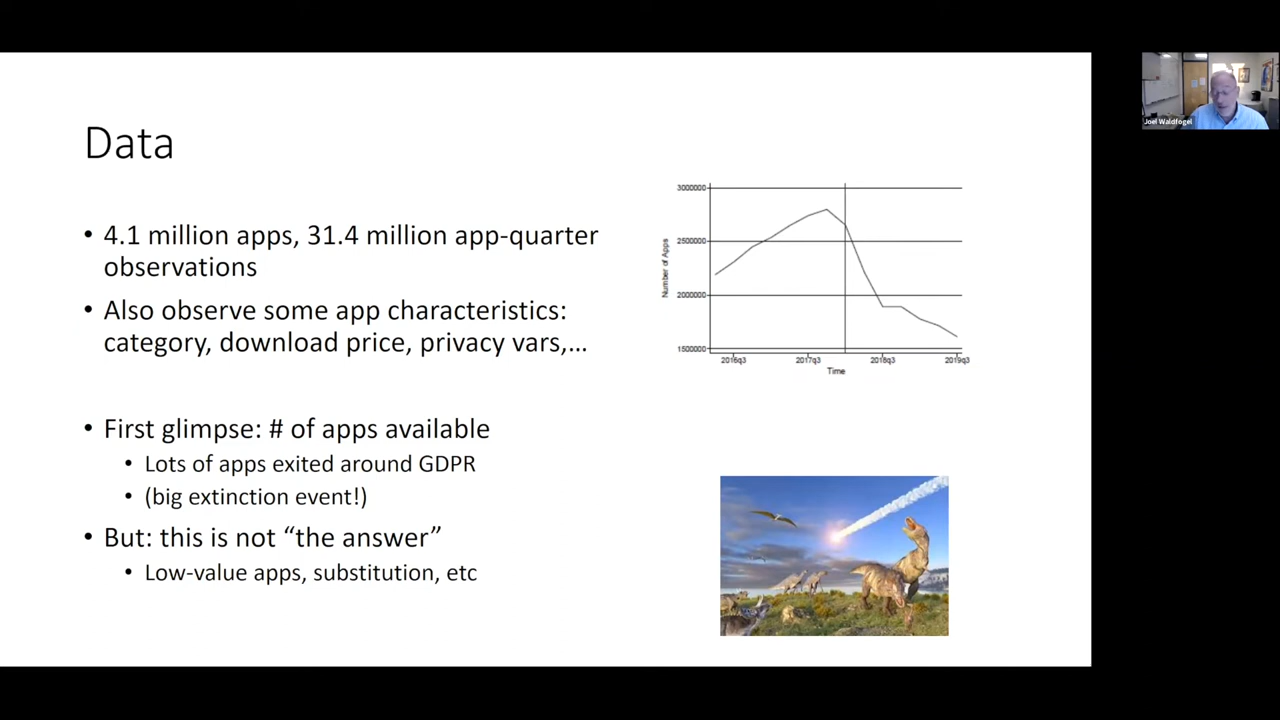 Data
• 4.1 million apps, 31.4 million app-quarter
observations
• Also observe some app characteristics:
category, download price, privacy vars,...
• First glimpse: # of apps available
• Lots of apps exited around GDPR
• (big extinction event!)
• But: this is not “the answer”
• Low-value apps, substitution, etc
3000000
2500000
2000000
1500000
Number of Apps
2016q3 2017q3 2018q3 2019q3
Time
Joel Waldfogel